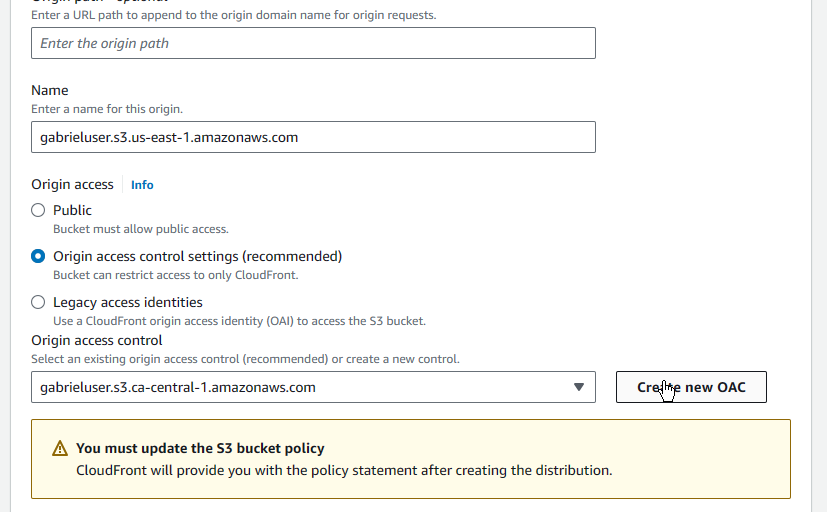 Origin path - optional
Enter a URL path to append to the origin domain name for origin requests.
Enter the origin path
Name
Enter a name for this origin.
gabrieluser.s3.us-east-1.amazonaws.com
Origin access Info
Public
Bucket must allow public access.
Origin access control settings (recommended)
Bucket can restrict access to only CloudFront.
Legacy access identities
Use a CloudFront origin access identity (OAI) to access the S3 bucket.
Origin access control
Select an existing origin access control (recommended) or create a new control.
gabrieluser.s3.ca-central-1.amazonaws.com
Create new OAC
You must update the S3 bucket policy
CloudFront will provide you with the policy statement after creating the distribution.